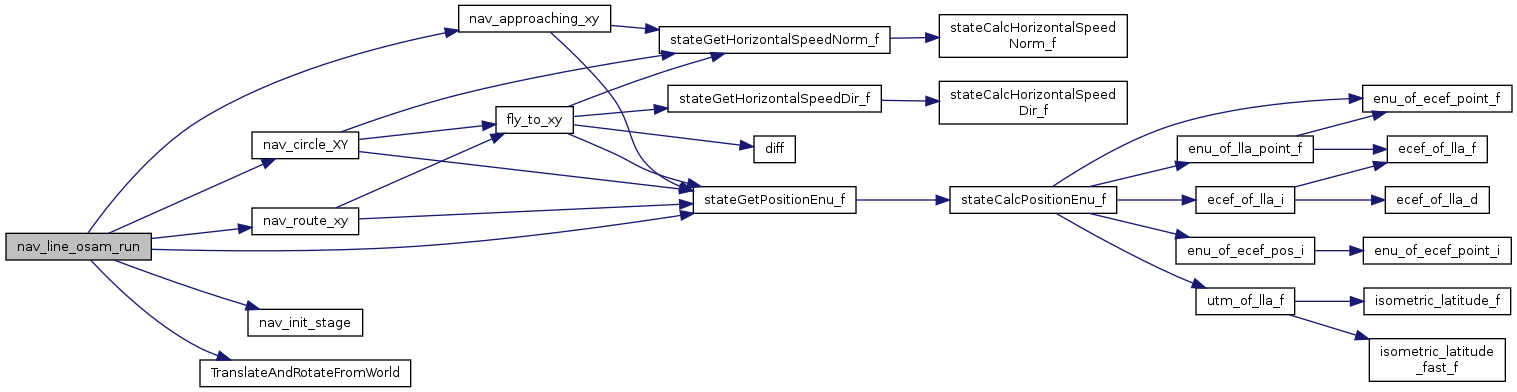 nav_approaching_xy
stateGetHorizontalSpeedNorm_f
stateCalcHorizontalSpeed
Norm_f
stateGetHorizontalSpeedDir_f
stateCalcHorizontalSpeed
Dir_f
enu_of_ecef_point_f
fly_to_xy
nav_circle_XY
diff
enu_of_lla_point_f
ecef_of_lla_f
stateGetPositionEnu_f
stateCalcPositionEnu_f
ecef_of_lla_i
ecef_of_lla_d
nav_route_xy
nav_line_osam_run
enu_of_ecef_pos_i
enu_of_ecef_point_i
utm_of_lla_f
isometric_latitude_f
nav_init_stage
isometric_latitude
_fast_f
TranslateAndRotateFromWorld